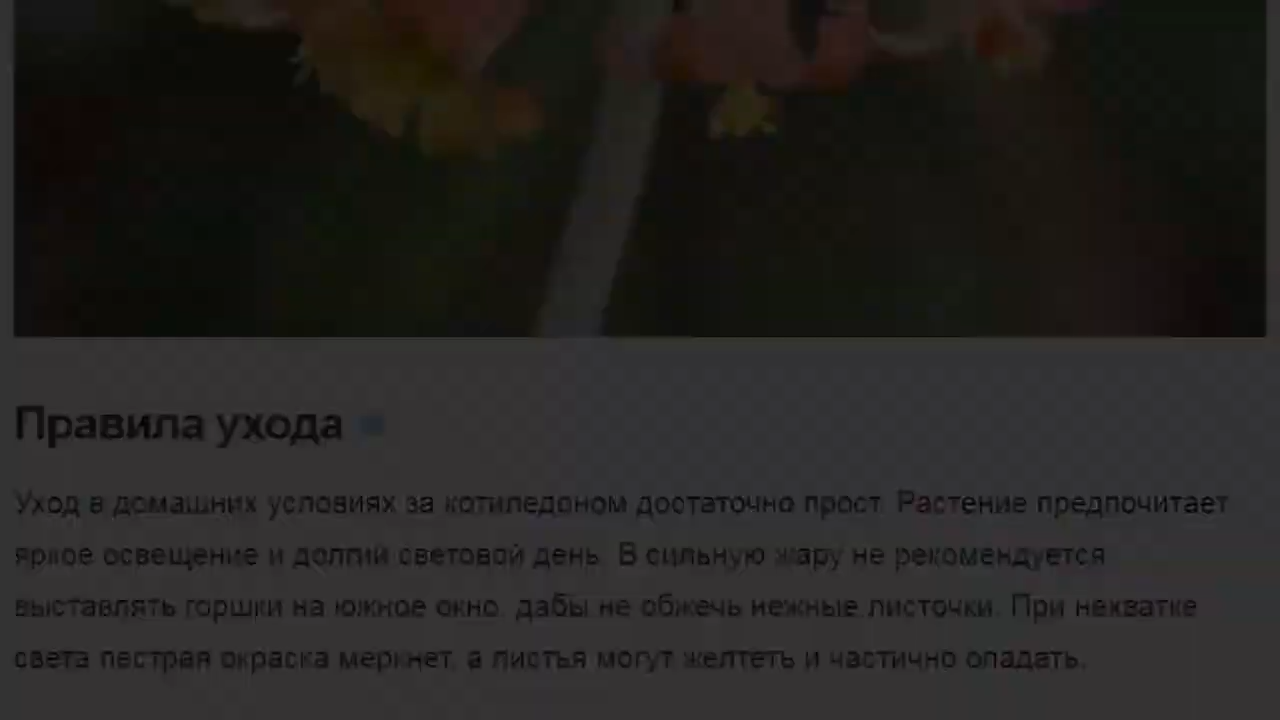 Правила ухода
Уход в домашних условиях за котиледоном достаточно прост. Растение предпочитает
яркое освещение и долгий световой день. В сильную жару не рекомендуется
выставлять горшки на южное окно, дабы не обжечь нежные листочки. При нехватке
света пестрая окраска меркнет, а листья могут желтеть и частично опадать.